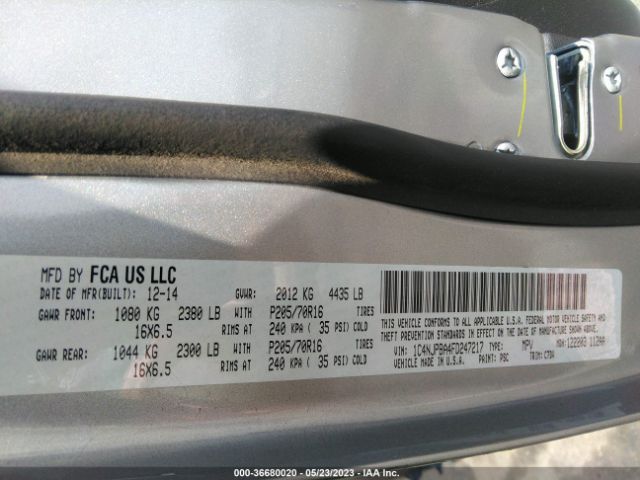 MFD BY FCA US LLC
DATE OF MFR(BUILT): 12-14 GVWR: 2012 KG 4435 LB
GAWR FRONT: 1080 KG 2380 LB WITH P205/70R16 TIRES
16X6.5 RIMS AT 240 KPA ( 35 PSI) COLD
GAWR REAR: 1044 KG 2300 LB WITH P205/70R16 TIRES
16X6.5 RIMS AT 240 KPA ( 35 PSI) COLD
THIS VEHICLE CONFORMS TO ALL APPLICABLE U.S.A. FEDERAL MOTOR VEHICLE SAFETY AND
THEFT PREVENTION STANDARDS IN EFFECT ON THE DATE OF MANUFACTURE SHOWN ABOVE.
VIN: 1C4NJPBA4FD247217 TYPE: MPV MDH:
VEHICLE MADE IN U.S.A. PAINT: PSC TRIM:
000-36680020 - 05/23/2023 - IAA Inc.